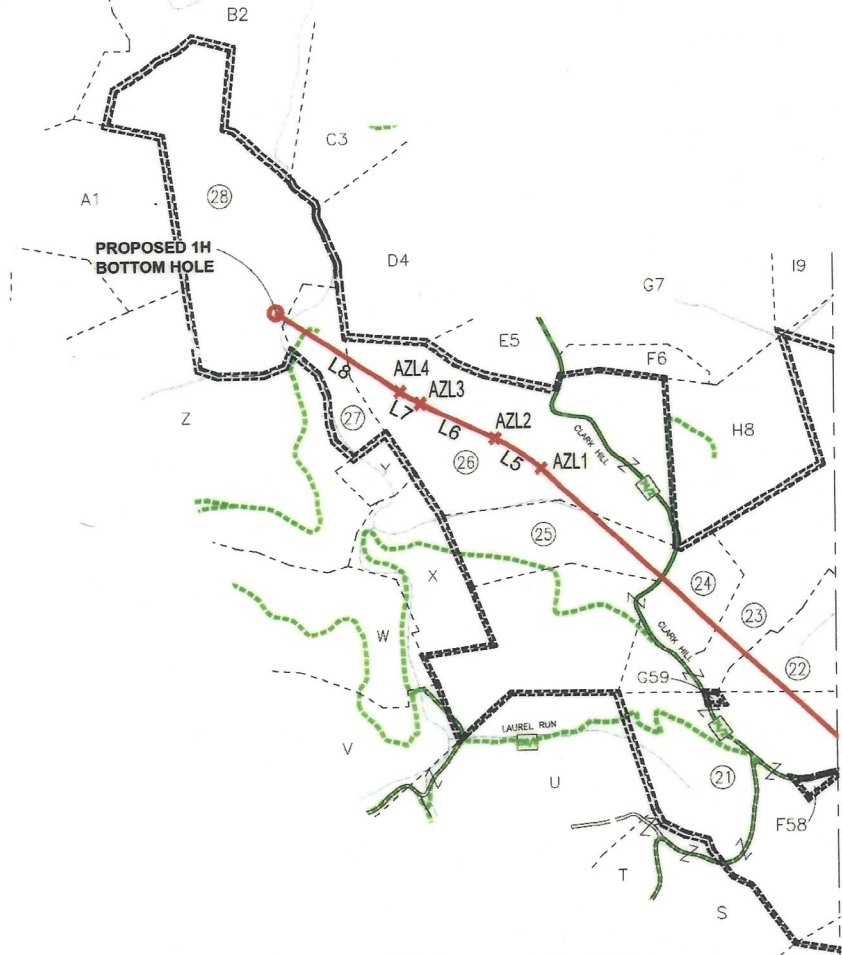 B2
C3
A1
28
PROPOSED 1H
BOTTOM HOLE
D4
G7
I9
E5
F6
Z
L8
AZL4
AZL3
L7
L6
AZL2
L5
AZL1
27
26
Y
CLARK HILL
H8
25
X
24
23
W
CLARK HILL
22
G59
V
LAUREL RUN
U
21
F58
T
S